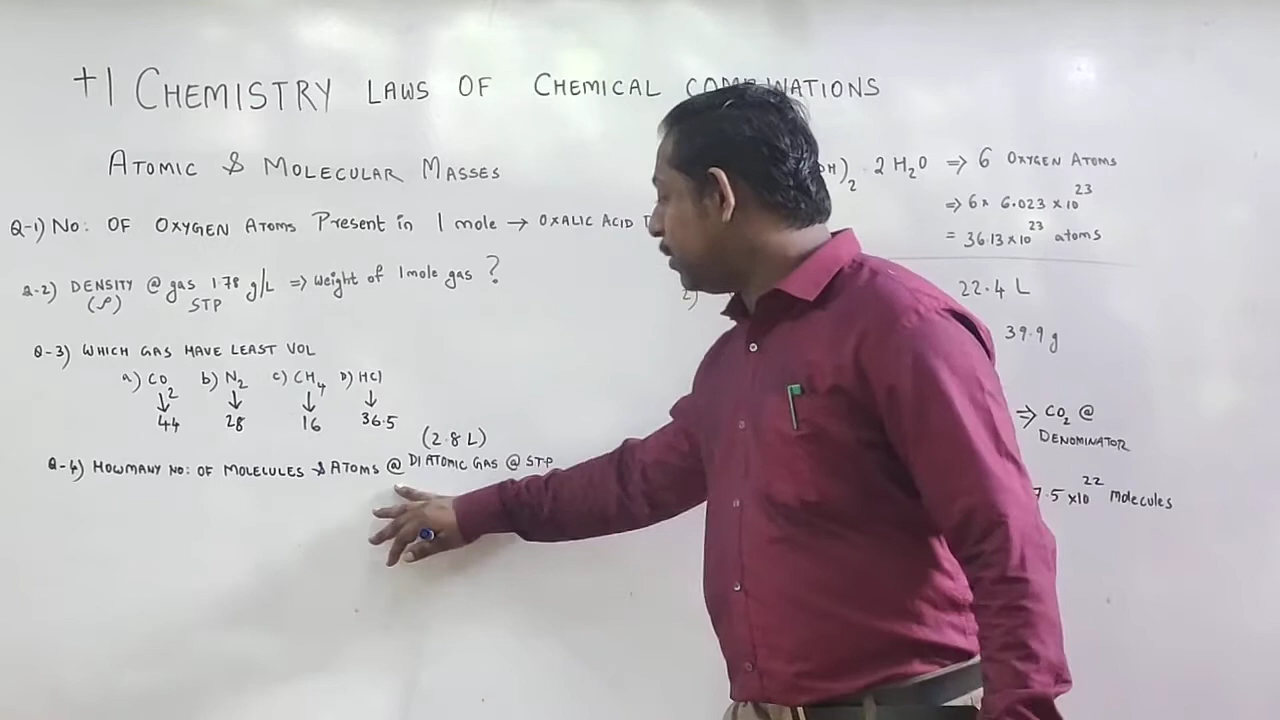 +1 CHEMISTRY LAWS OF CHEMICAL COMBINATIONS
ATOMIC & MOLECULAR MASSES
Q-1) NO: OF OXYGEN ATOMS Present in 1 mole → OXALIC ACID
OH)₂ · 2H₂O ⇒ 6 OXYGEN ATOMS
⇒ 6 × 6.023 × 10²³
= 36.13 × 10²³ atoms
Q-2) DENSITY @ gas 1.78 g/L ⇒ weight of 1 mole gas ?
(ρ) STP
2) 22.4 L
39.9 g
Q-3) WHICH GAS HAVE LEAST VOL
a) CO₂ b) N₂ c) CH₄ D) HCl
↓ ↓ ↓ ↓
44 28 16 36.5
⇒ CO₂ @
DENOMINATOR
(2.8 L)
Q-4) HOWMANY NO: OF MOLECULES & ATOMS @ DIATOMIC GAS @ STP
7.5 × 10²² Molecules